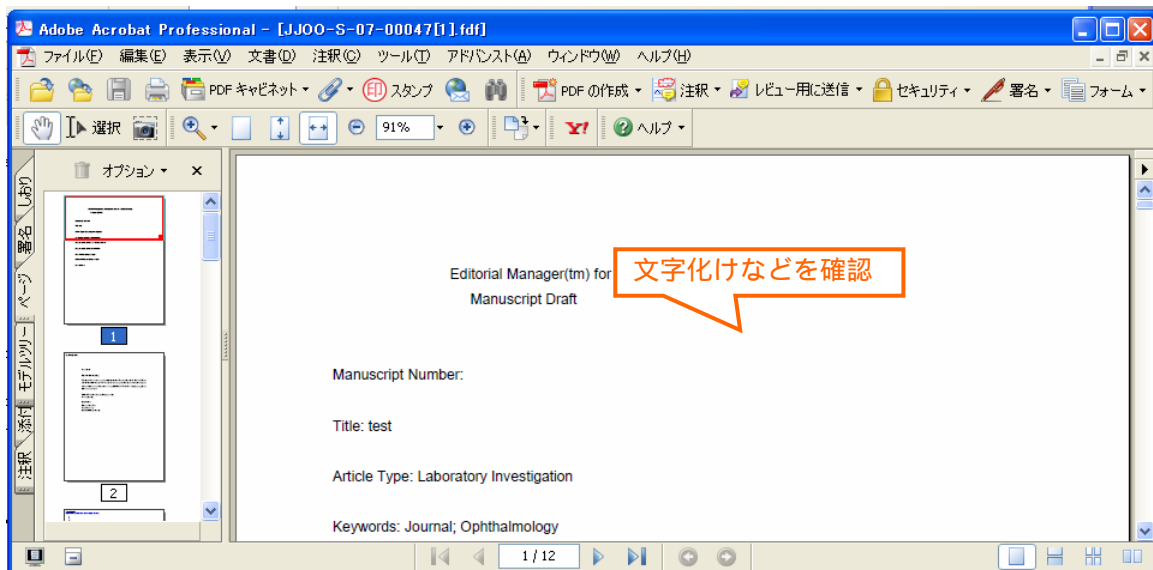 Adobe Acrobat Professional - [JJOO-S-07-00047[1].fdf]
ファイル(F) 編集(E) 表示(V) 文書(D) 注釈(C) ツール(T) アドバンスト(A) ウィンドウ(W) ヘルプ(H)
PDF キャビネット 印 スタンプ PDF の作成 注釈 レビュー用に送信 セキュリティ 署名 フォーム
選択 91% Y! ヘルプ
オプション
しおり
署名
ページ
モデルツリー
添付
注釈
1
2
Editorial Manager(tm) for
Manuscript Draft
文字化けなどを確認
Manuscript Number:
Title: test
Article Type: Laboratory Investigation
Keywords: Journal; Ophthalmology
1/12